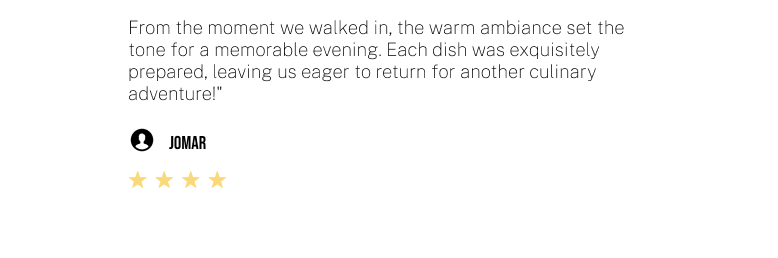 From the moment we walked in, the warm ambiance set the
tone for a memorable evening. Each dish was exquisitely
prepared, leaving us eager to return for another culinary
adventure!"
JOMAR